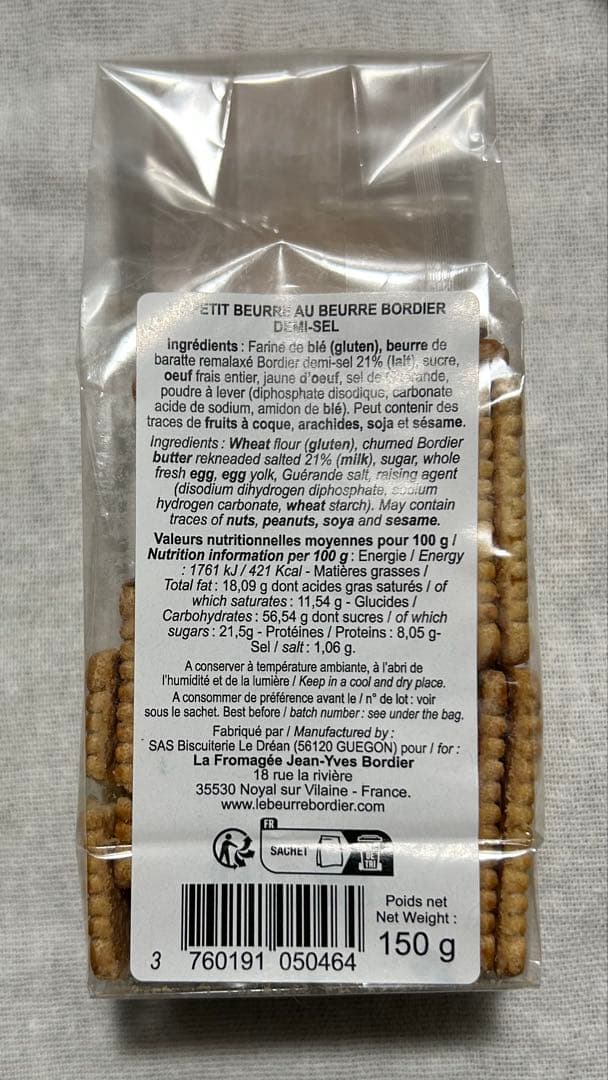 ETIT BEURRE AU BEURRE BORDIER
DEMI-SEL
Ingrédients : Farine de blé (gluten), beurre de
baratte remalaxé Bordier demi-sel 21% (lait), sucre,
oeuf frais entier, jaune d'oeuf, sel de
poudre à lever (diphosphate disodique, carbonate
acide de sodium, amidon de blé). Peut contenir des
traces de fruits à coque, arachides, soja et sésame.
Ingredients : Wheat flour (gluten), churned Bordier
butter rekneaded salted 21% (milk), sugar, whole
fresh egg, egg yolk, Guérande salt, raising agent
(disodium dihydrogen diphosphate, sodium
hydrogen carbonate, wheat starch). May contain
traces of nuts, peanuts, soya and sesame.
Valeurs nutritionnelles moyennes pour 100 g /
Nutrition information per 100 g : Energie / Energy
: 1761 kJ / 421 Kcal - Matières grasses /
Total fat : 18,09 g dont acides gras saturés / of
which saturates : 11,54 g - Glucides /
Carbohydrates : 56,54 g dont sucres / of which
sugars : 21,5g - Protéines / Proteins : 8,05 g-
Sel / salt : 1,06 g.
A conserver à température ambiante, à l'abri de
l'humidité et de la lumière / Keep in a cool and dry place.
A consommer de préférence avant le / n° de lot : voir
sous le sachet. Best before / batch number : see under the bag.
Fabriqué par / Manufactured by :
SAS Biscuiterie Le Dréan (56120 GUEGON) pour / for :
La Fromagée Jean-Yves Bordier
18 rue la rivière
35530 Noyal sur Vilaine - France.
www.lebeurrebordier.com
FR
SACHET
BAC DE TRI
Poids net
Net Weight :
150 g
3 760191 050464